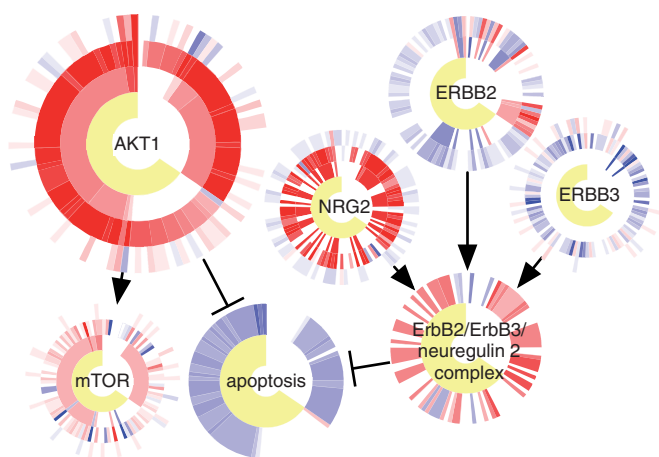 ERBB2
AKT1
ERBB3
NRG2
ErbB2/ErbB3/
neuregulin 2
complex
mTOR
apoptosis